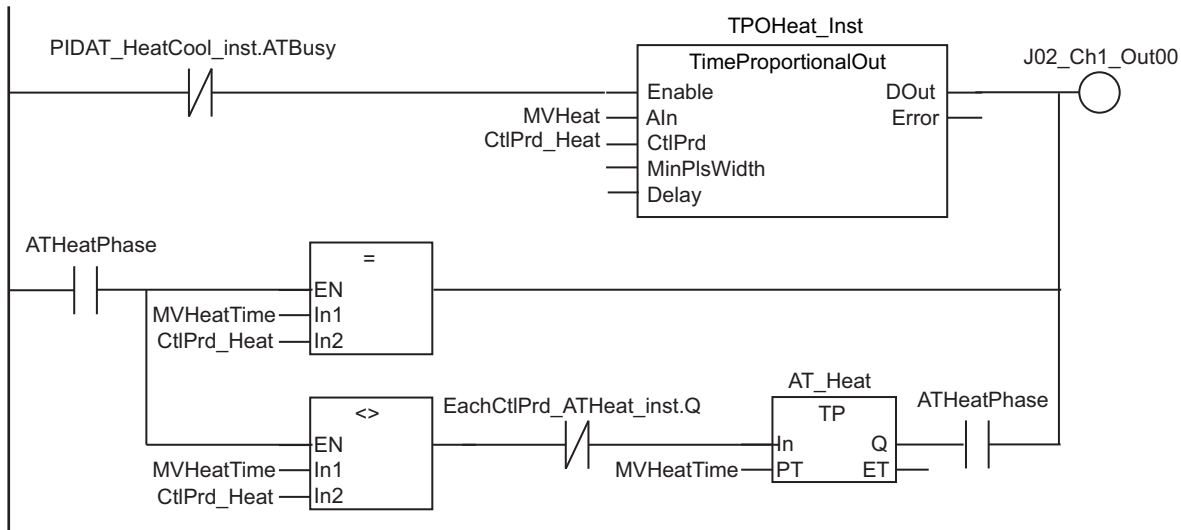 TPOHeat_Inst
PIDAT_HeatCool_inst.ATBusy
TimeProportionalOut
J02_Ch1_Out00
Enable
DOut
MVHeat
AIn
Error
CtlPrd_Heat
CtlPrd
MinPlsWidth
Delay
ATHeatPhase
=
EN
MVHeatTime
In1
CtlPrd_Heat
In2
AT_Heat
<>
EachCtlPrd_ATHeat_inst.Q
TP
ATHeatPhase
EN
In
Q
MVHeatTime
In1
MVHeatTime
PT
ET
CtlPrd_Heat
In2